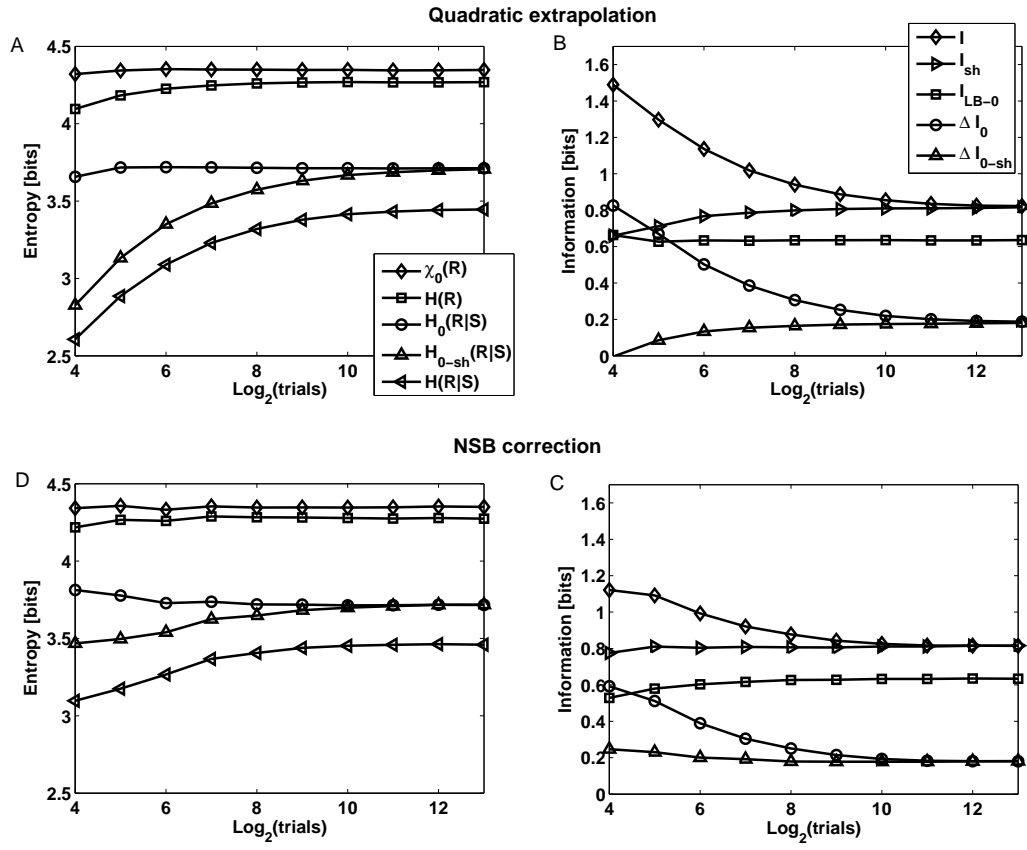 Quadratic extrapolation
A
4.5
4
3.5
3
2.5
Entropy [bits]
4 6 8 10 12
Log2(trials)
χ0(R)
H(R)
H0(R|S)
H0−sh(R|S)
H(R|S)
B
1.6
1.4
1.2
1
0.8
0.6
0.4
0.2
0
Information [bits]
4 6 8 10 12
Log2(trials)
I
Ish
ILB−0
Δ I0
Δ I0−sh
NSB correction
D
4.5
4
3.5
3
2.5
Entropy [bits]
4 6 8 10 12
Log2(trials)
C
1.6
1.4
1.2
1
0.8
0.6
0.4
0.2
0
Information [bits]
4 6 8 10 12
Log2(trials)